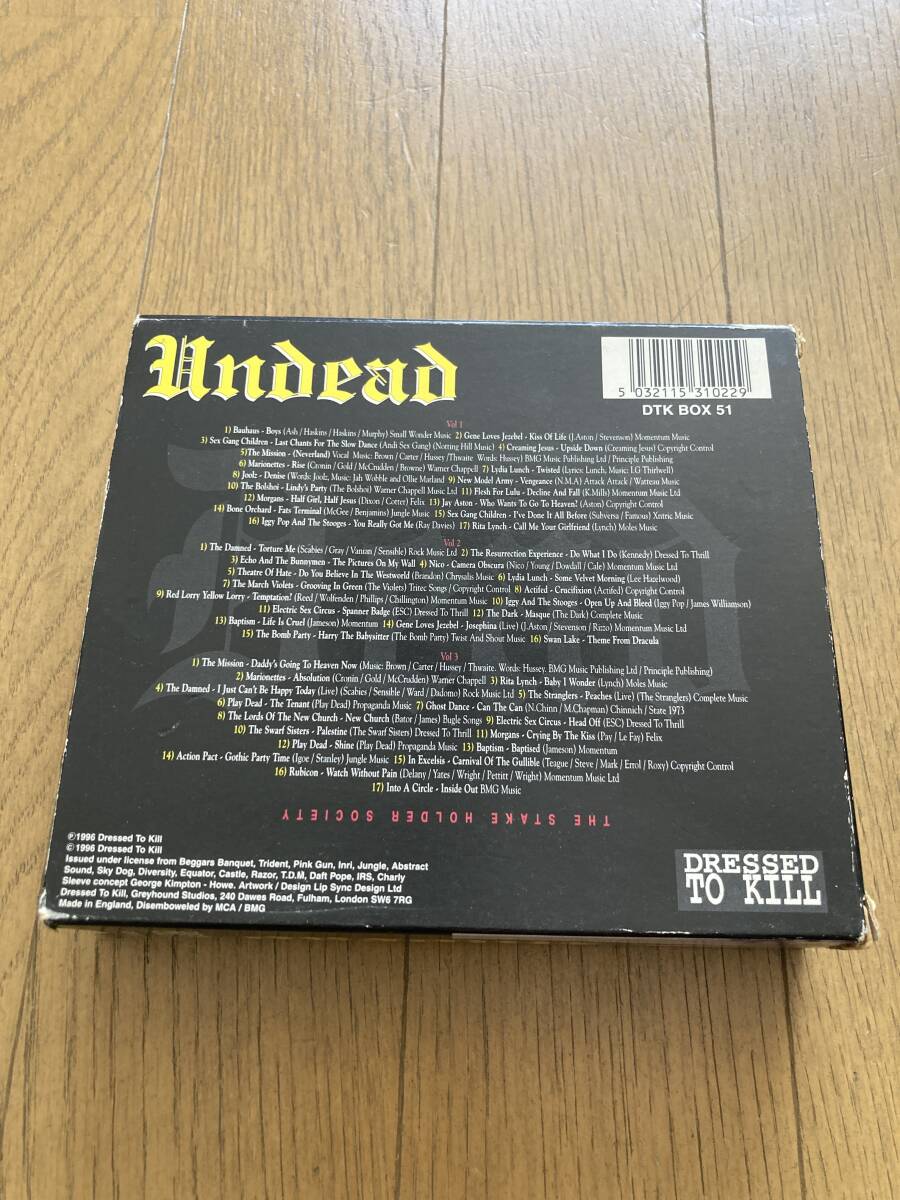 Undead
5 032115 310229
DTK BOX 51
Vol 1
1) Bauhaus - Boys (Ash / Haskins / Haskins / Murphy) Small Wonder Music 2) Gene Loves Jezebel - Kiss Of Life (J.Aston / Stevenson) Momentum Music
3) Sex Gang Children - Last Chants For The Slow Dance (Andi Sex Gang) (Notting Hill Music) 4) Creaming Jesus - Upside Down (Creaming Jesus) Copyright Control
5)The Mission - (Neverland) Vocal Music: Brown / Carter / Hussey /Thwaite Words: Hussey) BMG Music Publishing Ltd / Principle Publishing
6) Marionettes - Rise (Cronin / Gold / McCrudden / Browne) Warner Chappell 7) Lydia Lunch - Twisted (Lyrics: Lunch, Music: LG Thirlwell)
8) Joolz - Denise (Words: Joolz, Music: Jah Wobble and Ollie Marland) 9) New Model Army - Vengeance (N.M.A) Attack Attack / Watteau Music
10) The Bolshoi - Lindy's Party (The Bolshoi) Warner Chappell Music Ltd 11) Flesh For Lulu - Decline And Fall (K.Mills) Momentum Music Ltd
12) Morgans - Half Girl, Half Jesus (Dixon / Cotter) Felix 13) Jay Aston - Who Wants To Go To Heaven? (Aston) Copyright Control
14) Bone Orchard - Fats Terminal (McGee / Benjamins) Jungle Music 15) Sex Gang Children - I've Done It All Before (Subversa / Famous) Xntric Music
16) Iggy Pop And The Stooges - You Really Got Me (Ray Davies) 17) Rita Lynch - Call Me Your Girlfriend (Lynch) Moles Music
Vol 2
1) The Damned - Torture Me (Scabies / Gray / Vanian / Sensible) Rock Music Ltd 2) The Resurrection Experience - Do What I Do (Kennedy) Dressed To Thrill
3) Echo And The Bunnymen - The Pictures On My Wall 4) Nico - Camera Obscura (Nico / Young / Dowdall / Cale) Momentum Music Ltd
5) Theatre Of Hate - Do You Believe In The Westworld (Brandon) Chrysalis Music 6) Lydia Lunch - Some Velvet Morning (Lee Hazelwood)
7) The March Violets - Grooving In Green (The Violets) Tritec Songs / Copyright Control 8) Actifed - Crucifixion (Actifed) Copyright Control
9) Red Lorry Yellow Lorry - Temptation! (Reed / Wolfenden / Phillips / Chillington) Momentum Music 10) Iggy And The Stooges - Open Up And Bleed (Iggy Pop / James Williamson)
11) Electric Sex Circus - Spanner Badge (ESC) Dressed To Thrill 12) The Dark - Masque (The Dark) Complete Music
13) Baptism - Life Is Cruel (Jameson) Momentum 14) Gene Loves Jezebel - Josephina (Live) (J.Aston / Stevenson / Rizzo) Momentum Music Ltd
15) The Bomb Party - Harry The Babysitter (The Bomb Party) Twist And Shout Music 16) Swan Lake - Theme From Dracula
Vol 3
1) The Mission - Daddy's Going To Heaven Now (Music: Brown / Carter / Hussey / Thwaite. Words: Hussey. BMG Music Publishing Ltd / Principle Publishing)
2) Marionettes - Absolution (Cronin / Gold / McCrudden) Warner Chappell 3) Rita Lynch - Baby I Wonder (Lynch) Moles Music
4) The Damned - I Just Can't Be Happy Today (Live) (Scabies / Sensible / Ward / Dadomo) Rock Music Ltd 5) The Stranglers - Peaches (Live) (The Stranglers) Complete Music
6) Play Dead - The Tenant (Play Dead) Propaganda Music 7) Ghost Dance - Can The Can (N.Chinn / M.Chapman) Chinnich / State 1973
8) The Lords Of The New Church - New Church (Bator / James) Bugle Songs 9) Electric Sex Circus - Head Off (ESC) Dressed To Thrill
10) The Swarf Sisters - Palestine (The Swarf Sisters) Dressed To Thrill 11) Morgans - Crying By The Kiss (Pay / Le Fay) Felix
12) Play Dead - Shine (Play Dead) Propaganda Music 13) Baptism - Baptised (Jameson) Momentum
14) Action Pact - Gothic Party Time (Igoe / Stanley) Jungle Music 15) In Excelsis - Carnival Of The Gullible (Teague / Steve / Mark / Errol / Roxy) Copyright Control
16) Rubicon - Watch Without Pain (Delany / Yates / Wright / Pettitt / Wright) Momentum Music Ltd
17) Into A Circle - Inside Out BMG Music
THE STAKE HOLDER SOCIETY
℗1996 Dressed To Kill
©1996 Dressed To Kill
Issued under license from Beggars Banquet, Trident, Pink Gun, Inri, Jungle, Abstract
Sound, Sky Dog, Diversity, Equator, Castle, Razor, T.D.M, Daft Pope, IRS, Charly
Sleeve concept George Kimpton - Howe. Artwork / Design Lip Sync Design Ltd
Dressed To Kill, Greyhound Studios, 240 Dawes Road, Fulham, London SW6 7RG
Made in England, Disemboweled by MCA / BMG
DRESSED
TO KILL